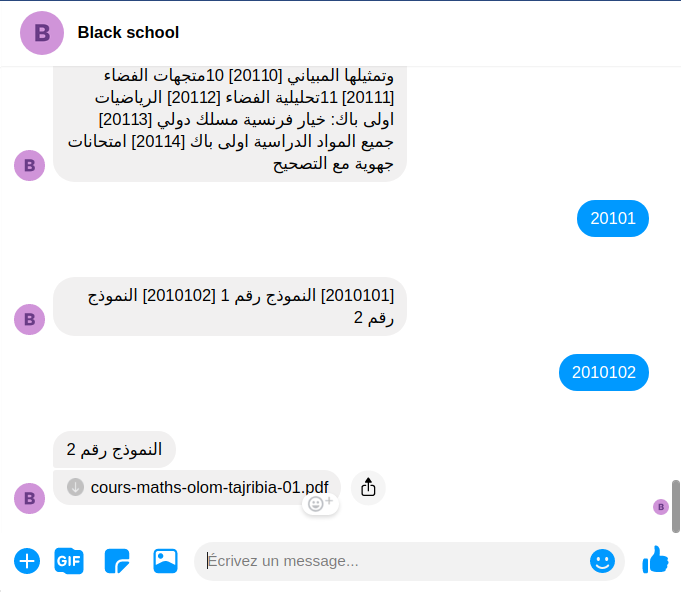 B
Black school
وتمثيلها المبياني [20110] 10متجهات الفضاء
[20111] 11تحليلية الفضاء [20112] الرياضيات
اولى باك: خيار فرنسية مسلك دولي [20113]
جميع المواد الدراسية اولى باك [20114] امتحانات
جهوية مع التصحيح
B
20101
[2010101] النموذج رقم 1 [2010102] النموذج
رقم 2
B
2010102
النموذج رقم 2
cours-maths-olom-tajribia-01.pdf
B
B
GIF
Écrivez un message...